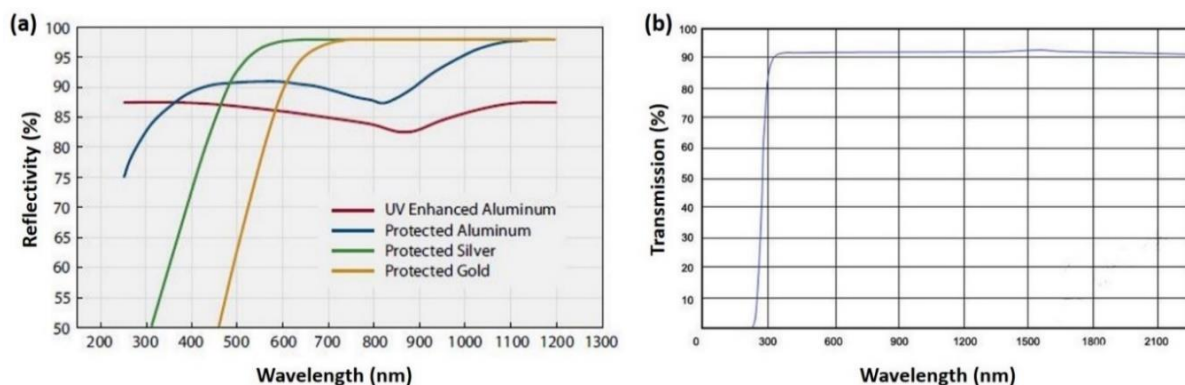 (a)
100
95
90
85
80
75
70
65
60
55
50
Reflectivity (%)
UV Enhanced Aluminum
Protected Aluminum
Protected Silver
Protected Gold
200 300 400 500 600 700 800 900 1000 1100 1200 1300
Wavelength (nm)
(b)
100
90
80
70
60
50
40
30
20
10
Transmission (%)
0 300 600 900 1200 1500 1800 2100
Wavelength (nm)